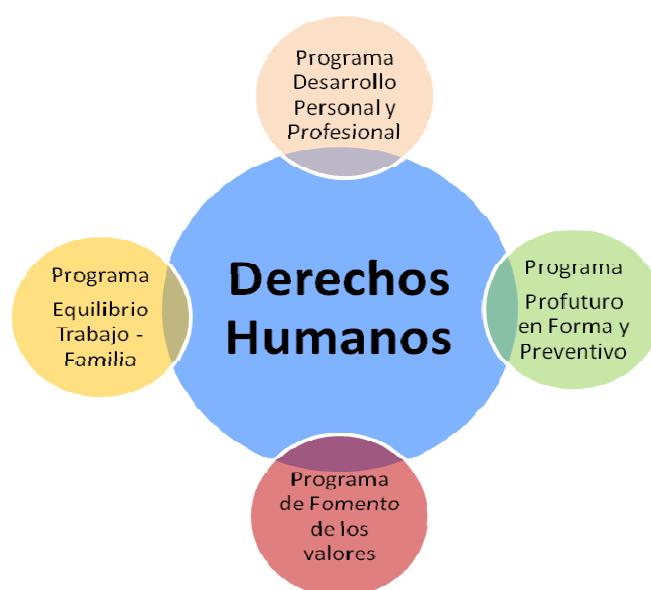 Programa
Desarrollo
Personal y
Profesional
Derechos
Humanos
Programa
Equilibrio
Trabajo -
Familia
Programa
Profuturo
en Forma y
Preventivo
Programa
de Fomento
de los
valores